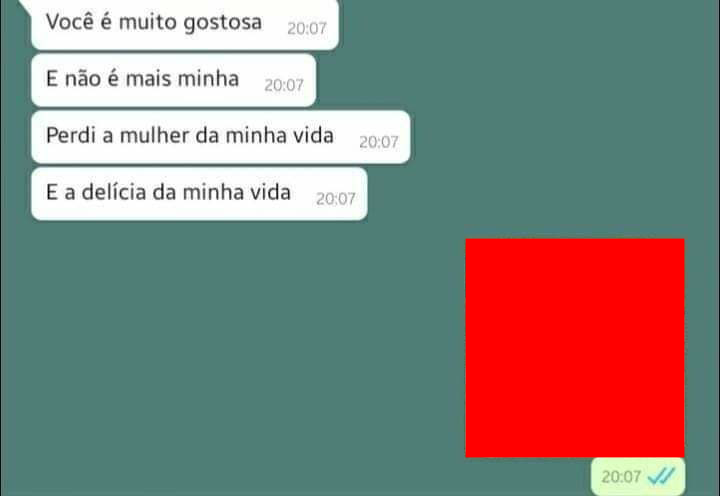 Você é muito gostosa 20:07
E não é mais minha 20:07
Perdi a mulher da minha vida 20:07
E a delícia da minha vida 20:07
20:07